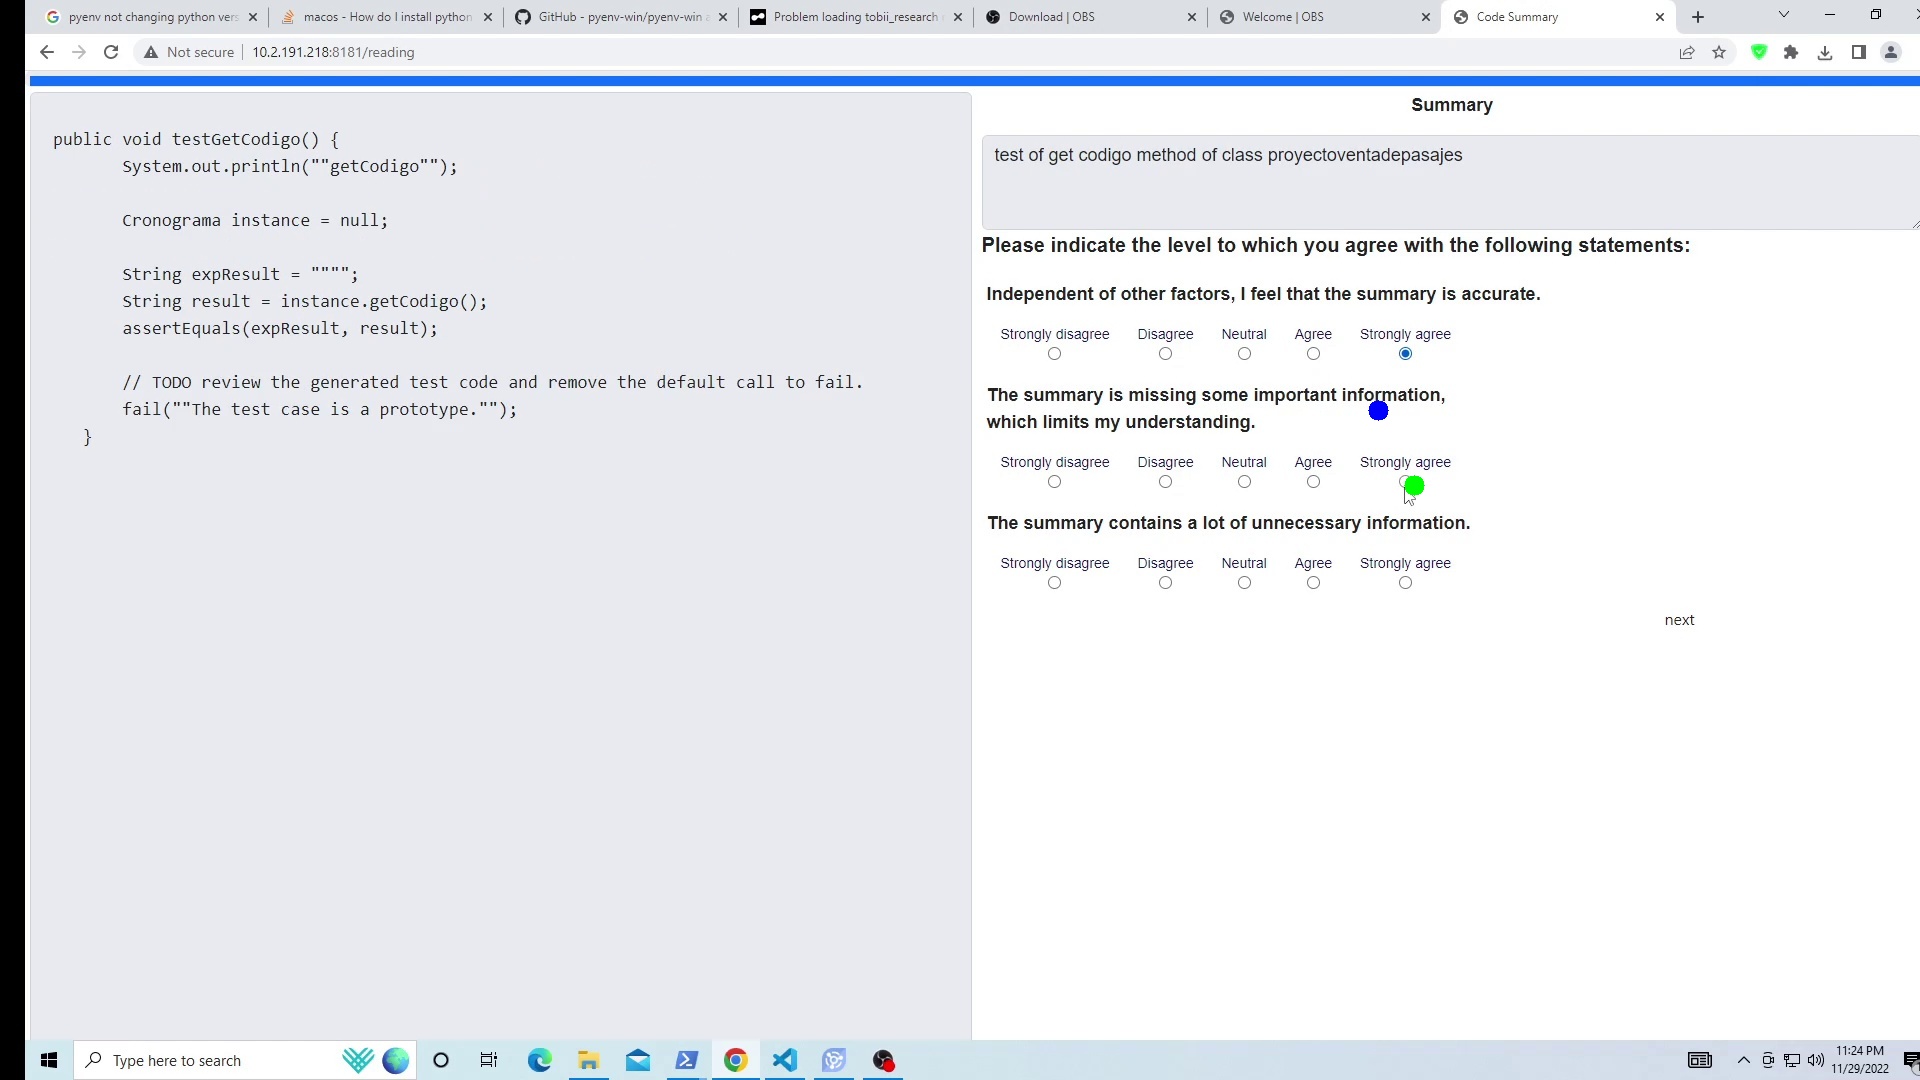 pyenv not changing python vers
macos - How do I install python
GitHub - pyenv-win/pyenv-win a
Problem loading tobii_research
Download | OBS
Welcome | OBS
Code Summary
Not secure
10.2.191.218:8181/reading
public void testGetCodigo() {
System.out.println(""getCodigo"");
Cronograma instance = null;
String expResult = """";
String result = instance.getCodigo();
assertEquals(expResult, result);
// TODO review the generated test code and remove the default call to fail.
fail(""The test case is a prototype."");
}
Summary
test of get codigo method of class proyectoventadepasajes
Please indicate the level to which you agree with the following statements:
Independent of other factors, I feel that the summary is accurate.
Strongly disagree Disagree Neutral Agree Strongly agree
The summary is missing some important information,
which limits my understanding.
Strongly disagree Disagree Neutral Agree Strongly agree
The summary contains a lot of unnecessary information.
Strongly disagree Disagree Neutral Agree Strongly agree
next
Type here to search
11:24 PM
11/29/2022